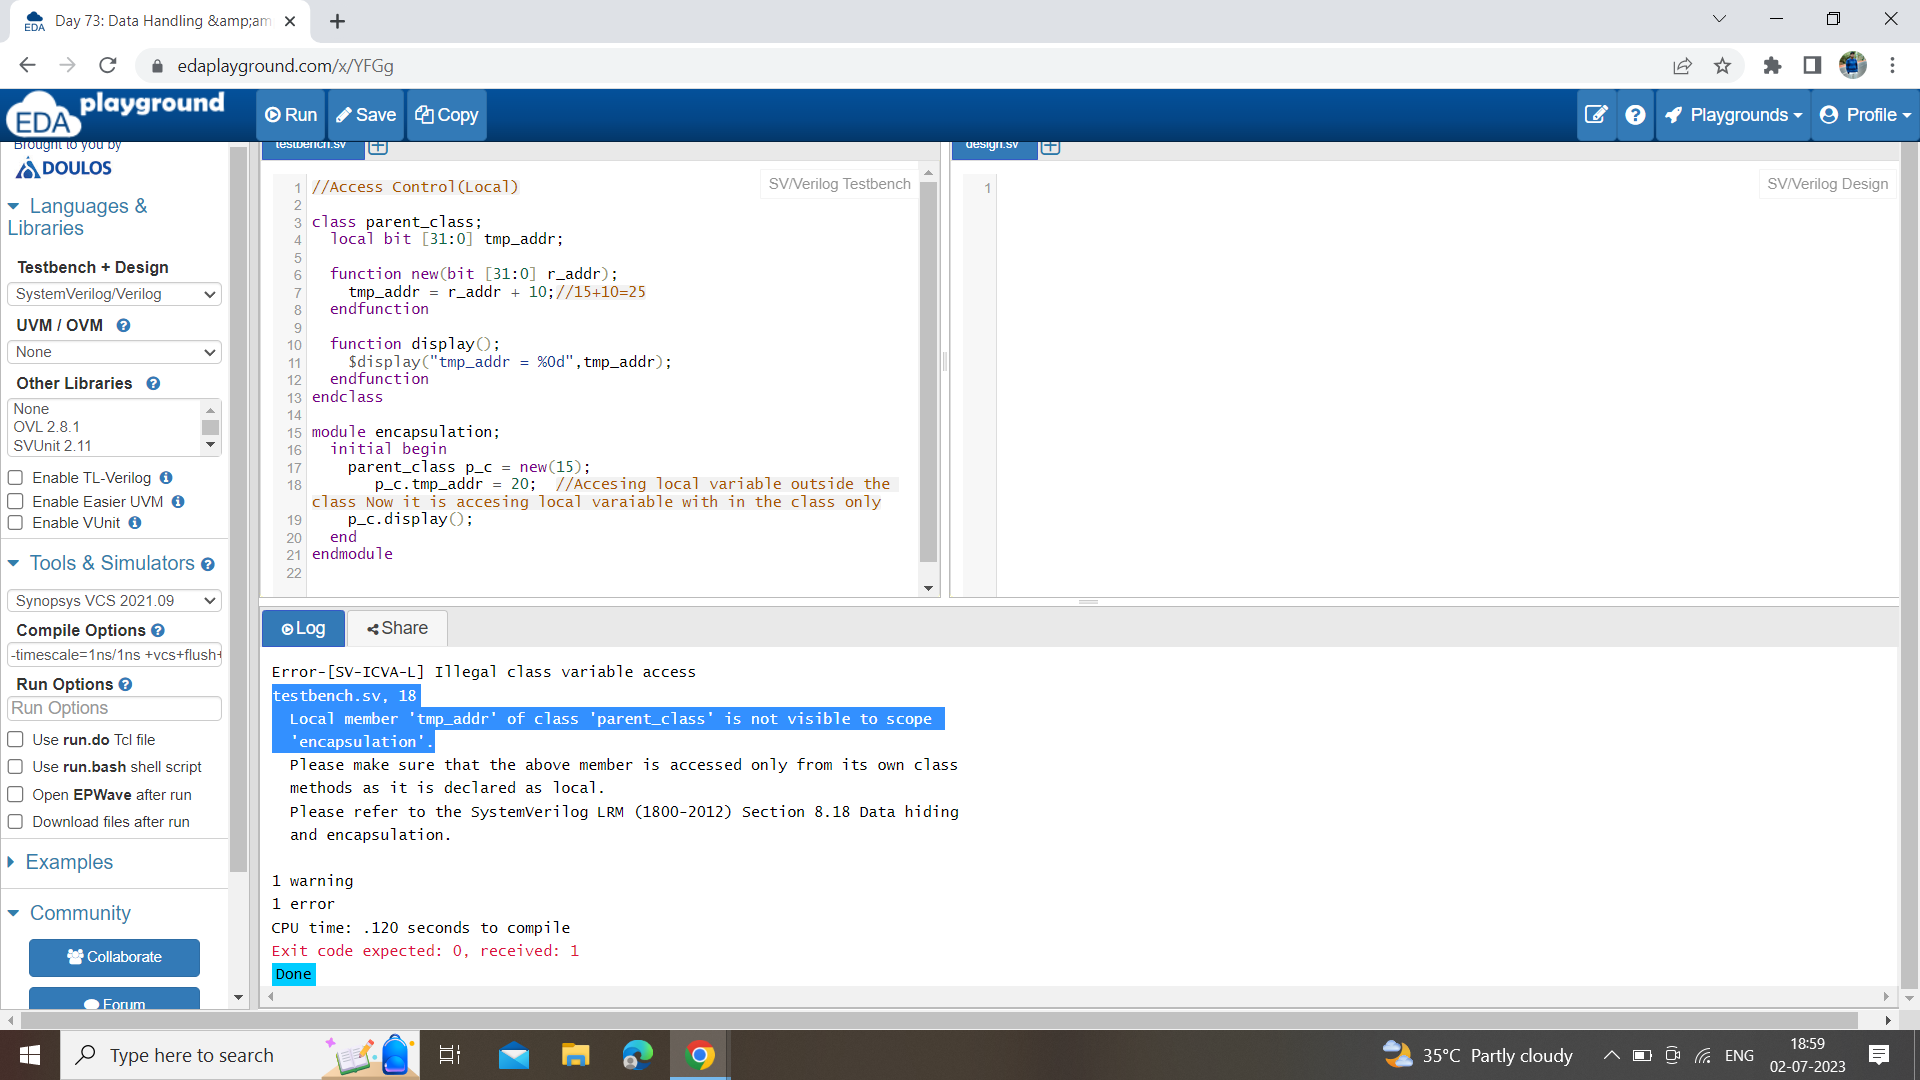 Day 73: Data Handling &amp;am
edaplayground.com/x/YFGg
EDA playground
Run
Save
Copy
Playgrounds
Profile
Brought to you by
DOULOS
Languages &
Libraries
Testbench + Design
SystemVerilog/Verilog
UVM / OVM
None
Other Libraries
None
OVL 2.8.1
SVUnit 2.11
Enable TL-Verilog
Enable Easier UVM
Enable VUnit
Tools & Simulators
Synopsys VCS 2021.09
Compile Options
-timescale=1ns/1ns +vcs+flush+
Run Options
Run Options
Use run.do Tcl file
Use run.bash shell script
Open EPWave after run
Download files after run
Examples
Community
Collaborate
Forum
testbench.sv
SV/Verilog Testbench
1 //Access Control(Local)
2
3 class parent_class;
4 local bit [31:0] tmp_addr;
5
6 function new(bit [31:0] r_addr);
7 tmp_addr = r_addr + 10;//15+10=25
8 endfunction
9
10 function display();
11 $display("tmp_addr = %0d",tmp_addr);
12 endfunction
13 endclass
14
15 module encapsulation;
16 initial begin
17 parent_class p_c = new(15);
18 p_c.tmp_addr = 20; //Accesing local variable outside the
class Now it is accesing local varaiable with in the class only
19 p_c.display();
20 end
21 endmodule
22
design.sv
1
SV/Verilog Design
Log
Share
Error-[SV-ICVA-L] Illegal class variable access
testbench.sv, 18
Local member 'tmp_addr' of class 'parent_class' is not visible to scope
'encapsulation'.
Please make sure that the above member is accessed only from its own class
methods as it is declared as local.
Please refer to the SystemVerilog LRM (1800-2012) Section 8.18 Data hiding
and encapsulation.
1 warning
1 error
CPU time: .120 seconds to compile
Exit code expected: 0, received: 1
Done
Type here to search
35°C Partly cloudy
ENG
18:59
02-07-2023